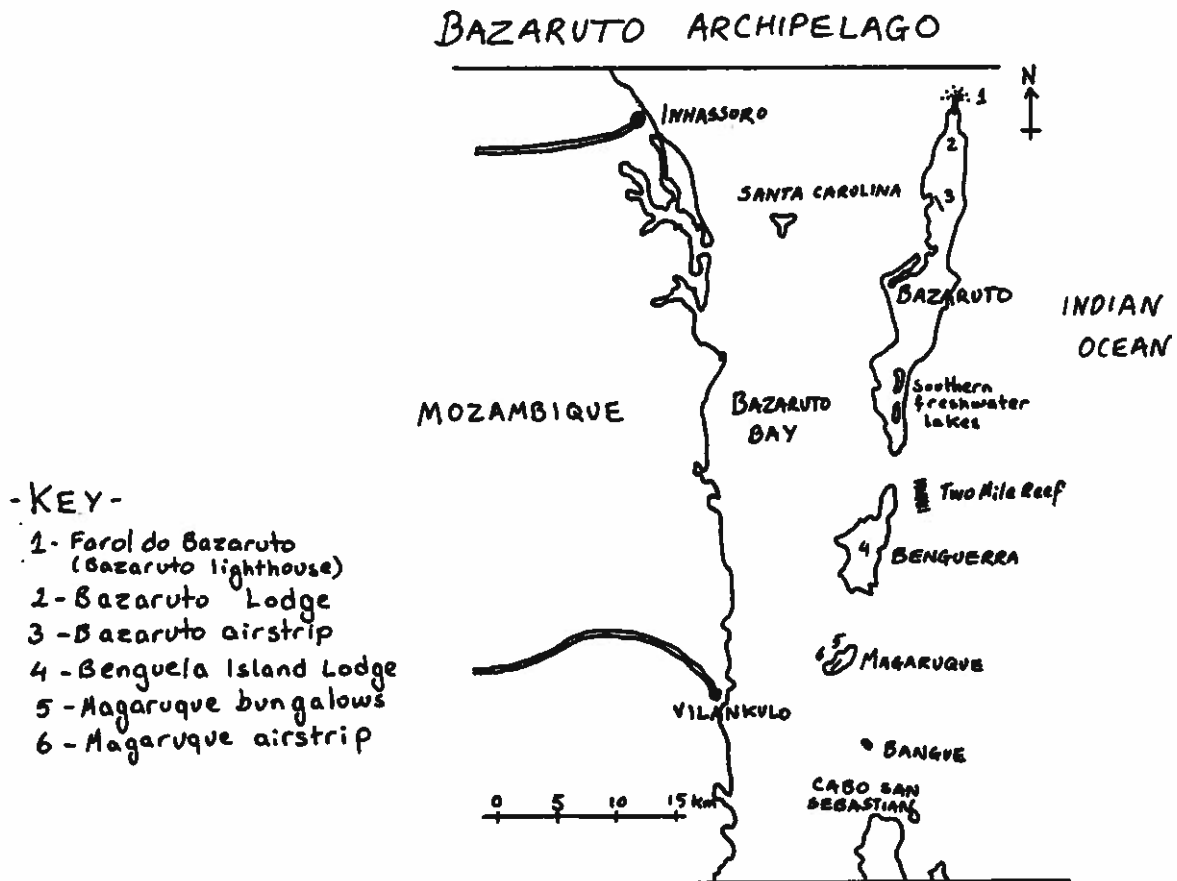 BAZARUTO ARCHIPELAGO
N
1
INHASSORO
2
SANTA CAROLINA
3
BAZARUTO
INDIAN
OCEAN
Southern
freshwater
lakes
MOZAMBIQUE
BAZARUTO
BAY
Two Mile Reef
4
BENGUERRA
5
6
MAGARUQUE
VILANKULO
BANGUE
CABO SAN
SEBASTIAN
0 5 10 15 km
- KEY -
1 - Farol do Bazaruto
(Bazaruto lighthouse)
2 - Bazaruto Lodge
3 - Bazaruto airstrip
4 - Benguela Island Lodge
5 - Magaruque bungalows
6 - Magaruque airstrip